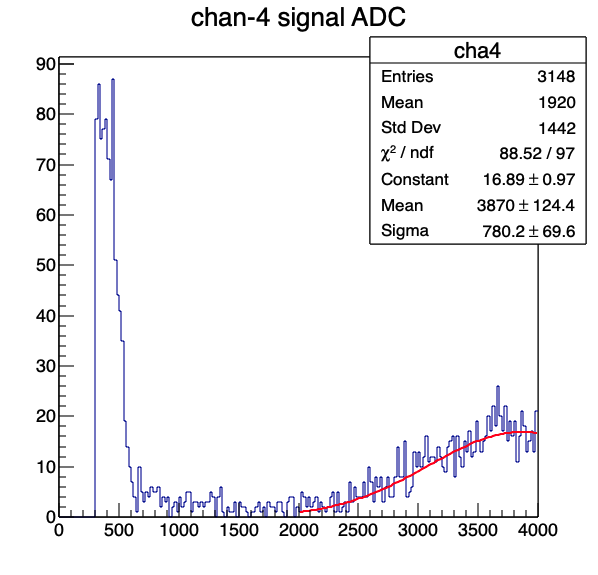 chan-4 signal ADC
cha4
Entries 3148
Mean 1920
Std Dev 1442
χ² / ndf 88.52 / 97
Constant 16.89 ± 0.97
Mean 3870 ± 124.4
Sigma 780.2 ± 69.6
90
80
70
60
50
40
30
20
10
0
0 500 1000 1500 2000 2500 3000 3500 4000